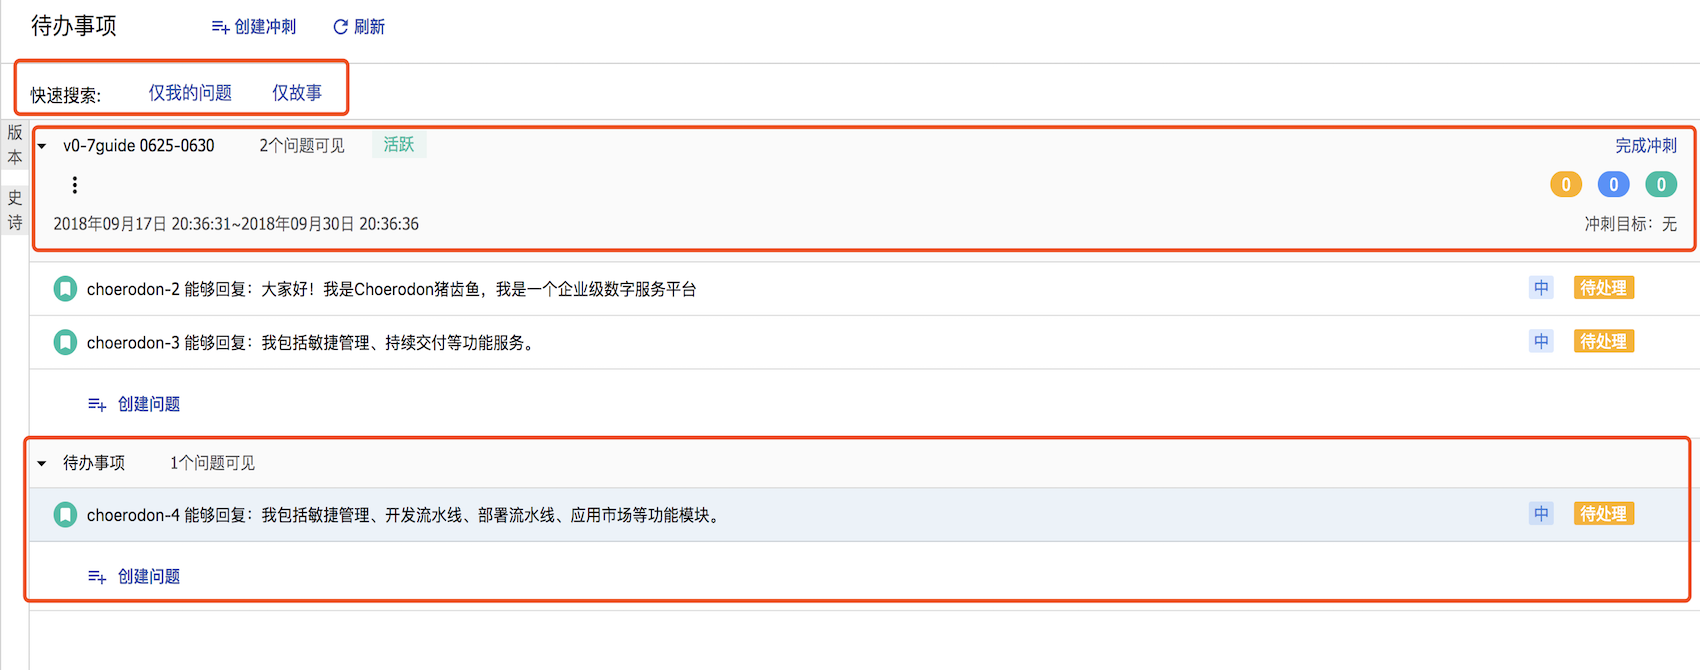 待办事项 创建冲刺 刷新
快速搜索: 仅我的问题 仅故事
版本
史诗
v0-7guide 0625-0630 2个问题可见 活跃 完成冲刺
0 0 0
2018年09月17日 20:36:31~2018年09月30日 20:36:36 冲刺目标：无
choerodon-2 能够回复：大家好！我是Choerodon猪齿鱼，我是一个企业级数字服务平台 中 待处理
choerodon-3 能够回复：我包括敏捷管理、持续交付等功能服务。 中 待处理
创建问题
待办事项 1个问题可见
choerodon-4 能够回复：我包括敏捷管理、开发流水线、部署流水线、应用市场等功能模块。 中 待处理
创建问题